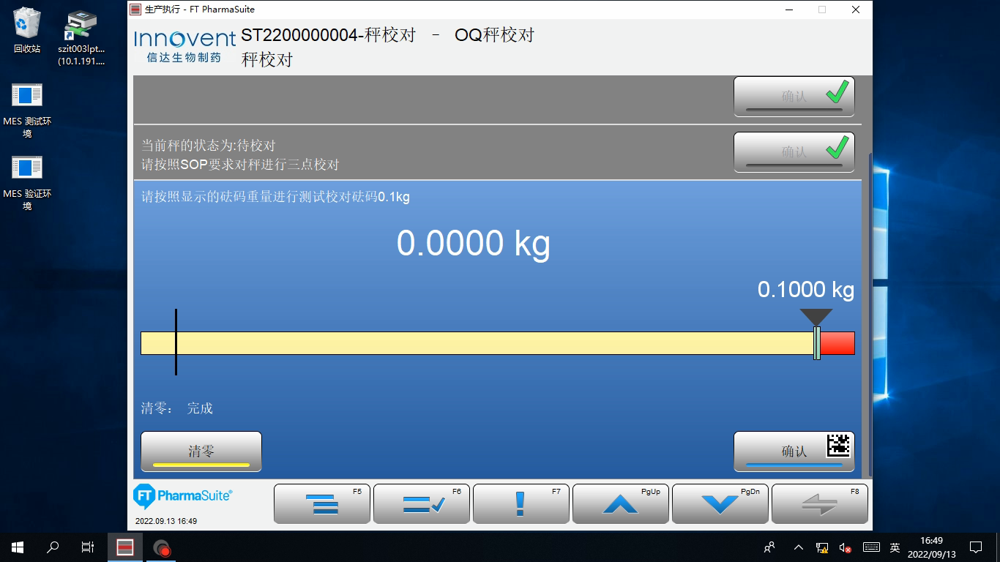 生产执行 - FT PharmaSuite
回收站
szit003lpt...
(10.1.191....
MES 测试环
境
MES 验证环
境
Innovent
信达生物制药
ST2200000004-秤校对 － OQ秤校对
秤校对
确认
当前秤的状态为:待校对
请按照SOP要求对秤进行三点校对
确认
请按照显示的砝码重量进行测试校对砝码0.1kg
0.0000 kg
0.1000 kg
清零： 完成
清零
确认
FT PharmaSuite®
2022.09.13 16:49
F5
F6
F7
PgUp
PgDn
F8
英
16:49
2022/09/13